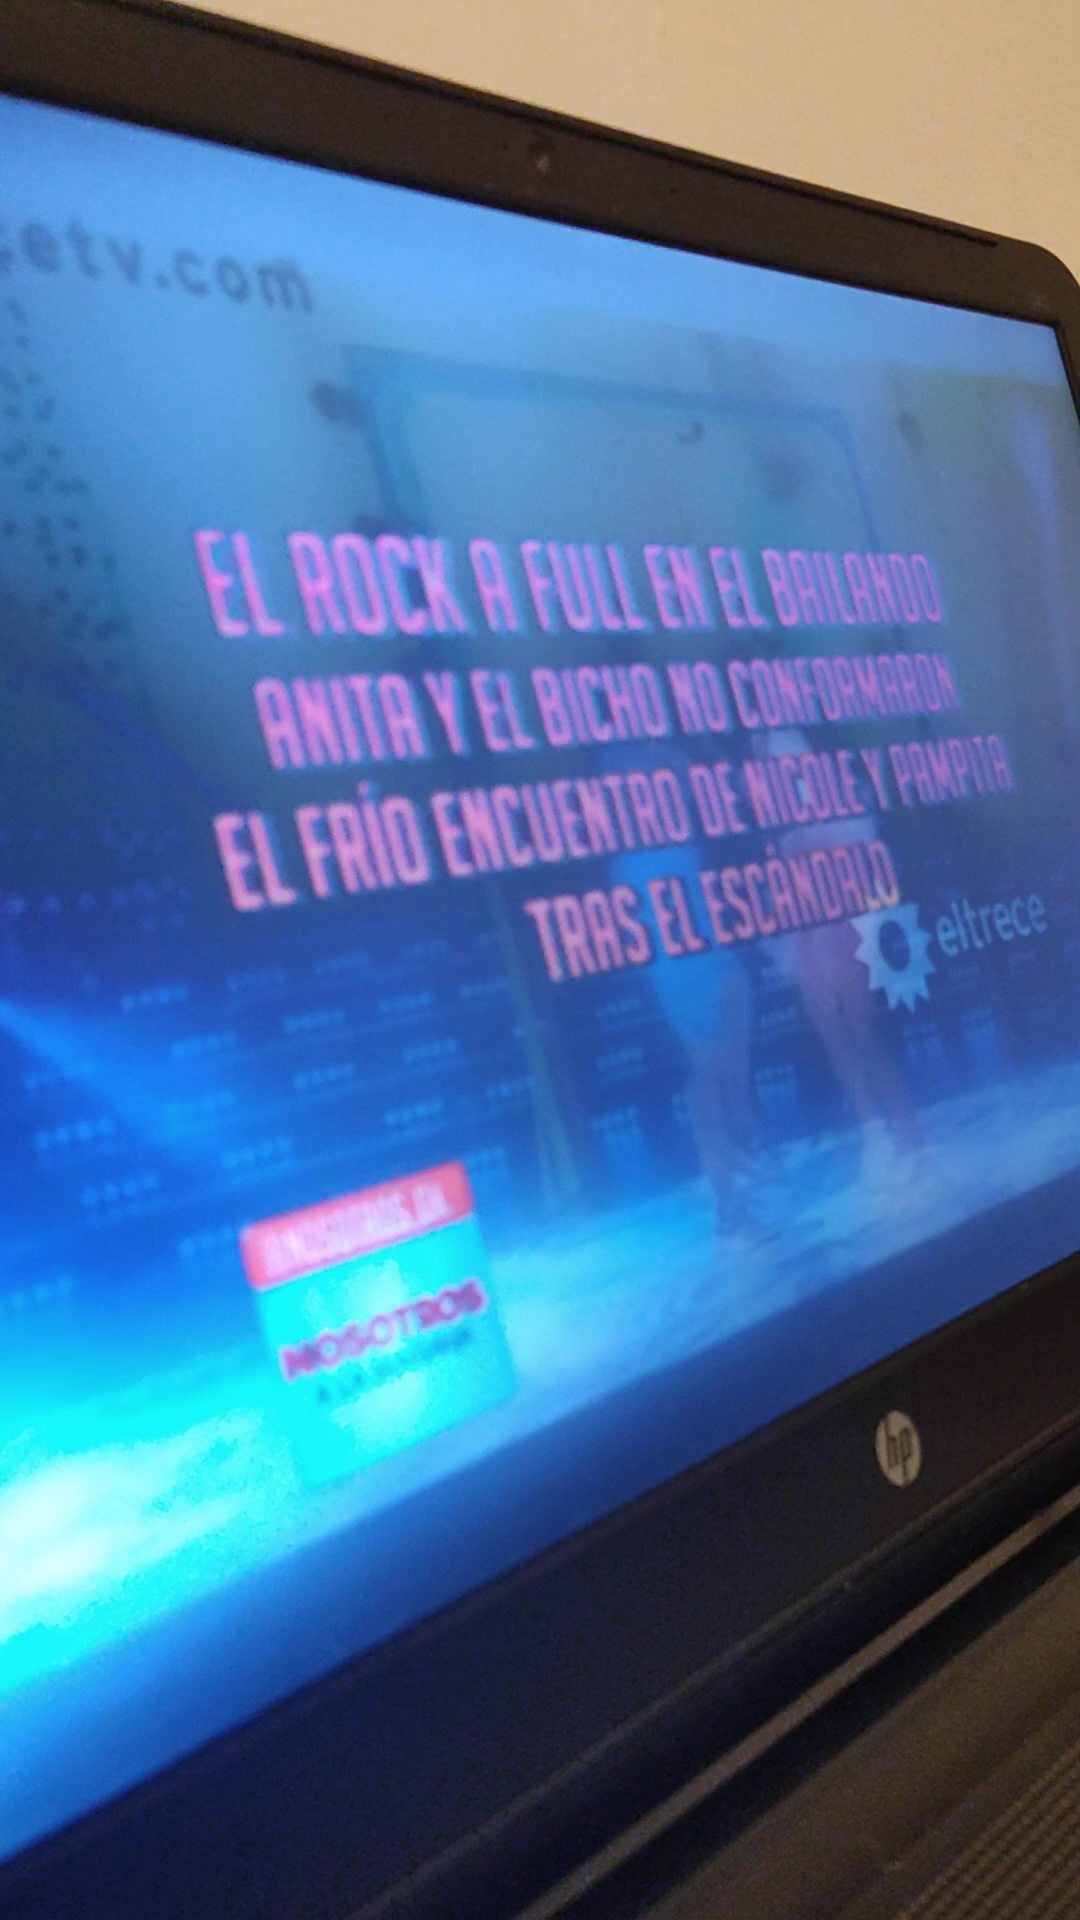 etv.com
EL ROCK A FULL EN EL BAILANDO
ANITA Y EL BICHO NO CONFORMARON
EL FRÍO ENCUENTRO DE NICOLE Y PAMPITA
TRAS EL ESCÁNDALO
eltrece
NOSOTROS
A LA
hp